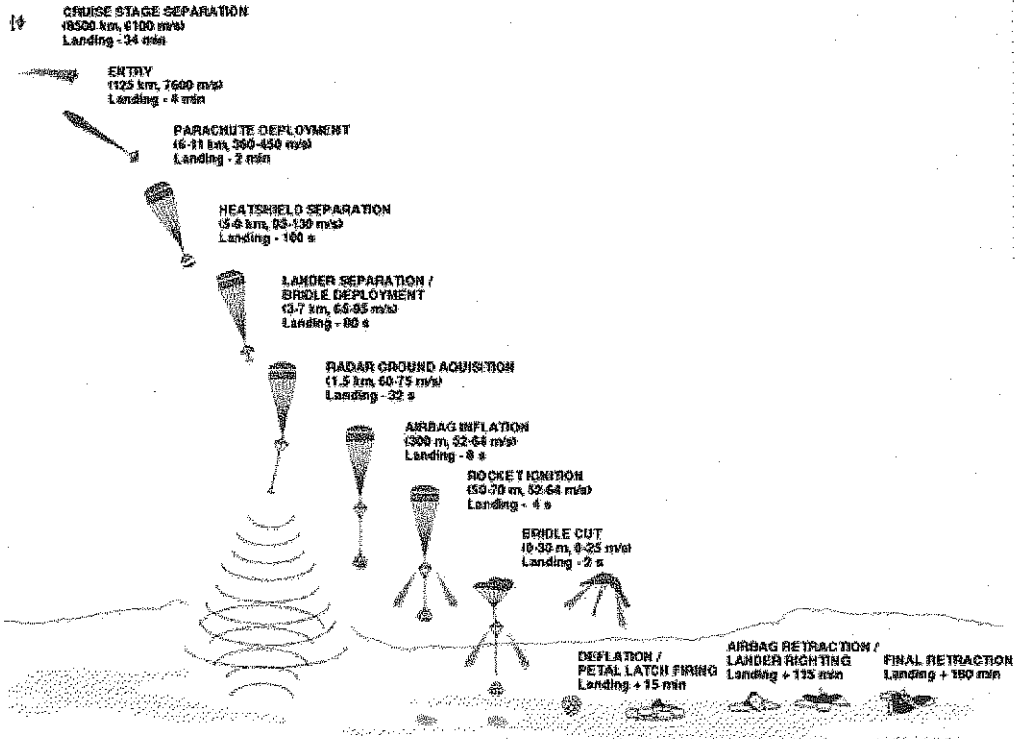 CRUISE STAGE SEPARATION
(8500 km, 6100 m/s)
Landing - 34 min
ENTRY
(125 km, 7600 m/s)
Landing - 4 min
PARACHUTE DEPLOYMENT
(6-11 km, 360-450 m/s)
Landing - 2 min
HEATSHIELD SEPARATION
(5-9 km, 95-130 m/s)
Landing - 100 s
LANDER SEPARATION /
BRIDLE DEPLOYMENT
(3-7 km, 65-95 m/s)
Landing - 80 s
RADAR GROUND AQUISITION
(1.5 km, 60-75 m/s)
Landing - 32 s
AIRBAG INFLATION
(300 m, 52-64 m/s)
Landing - 8 s
ROCKET IGNITION
(50-70 m, 52-64 m/s)
Landing - 4 s
BRIDLE CUT
(0-30 m, 0-25 m/s)
Landing - 2 s
DEFLATION /
PETAL LATCH FIRING
Landing + 15 min
AIRBAG RETRACTION /
LANDER RIGHTING
Landing + 115 min
FINAL RETRACTION
Landing + 180 min